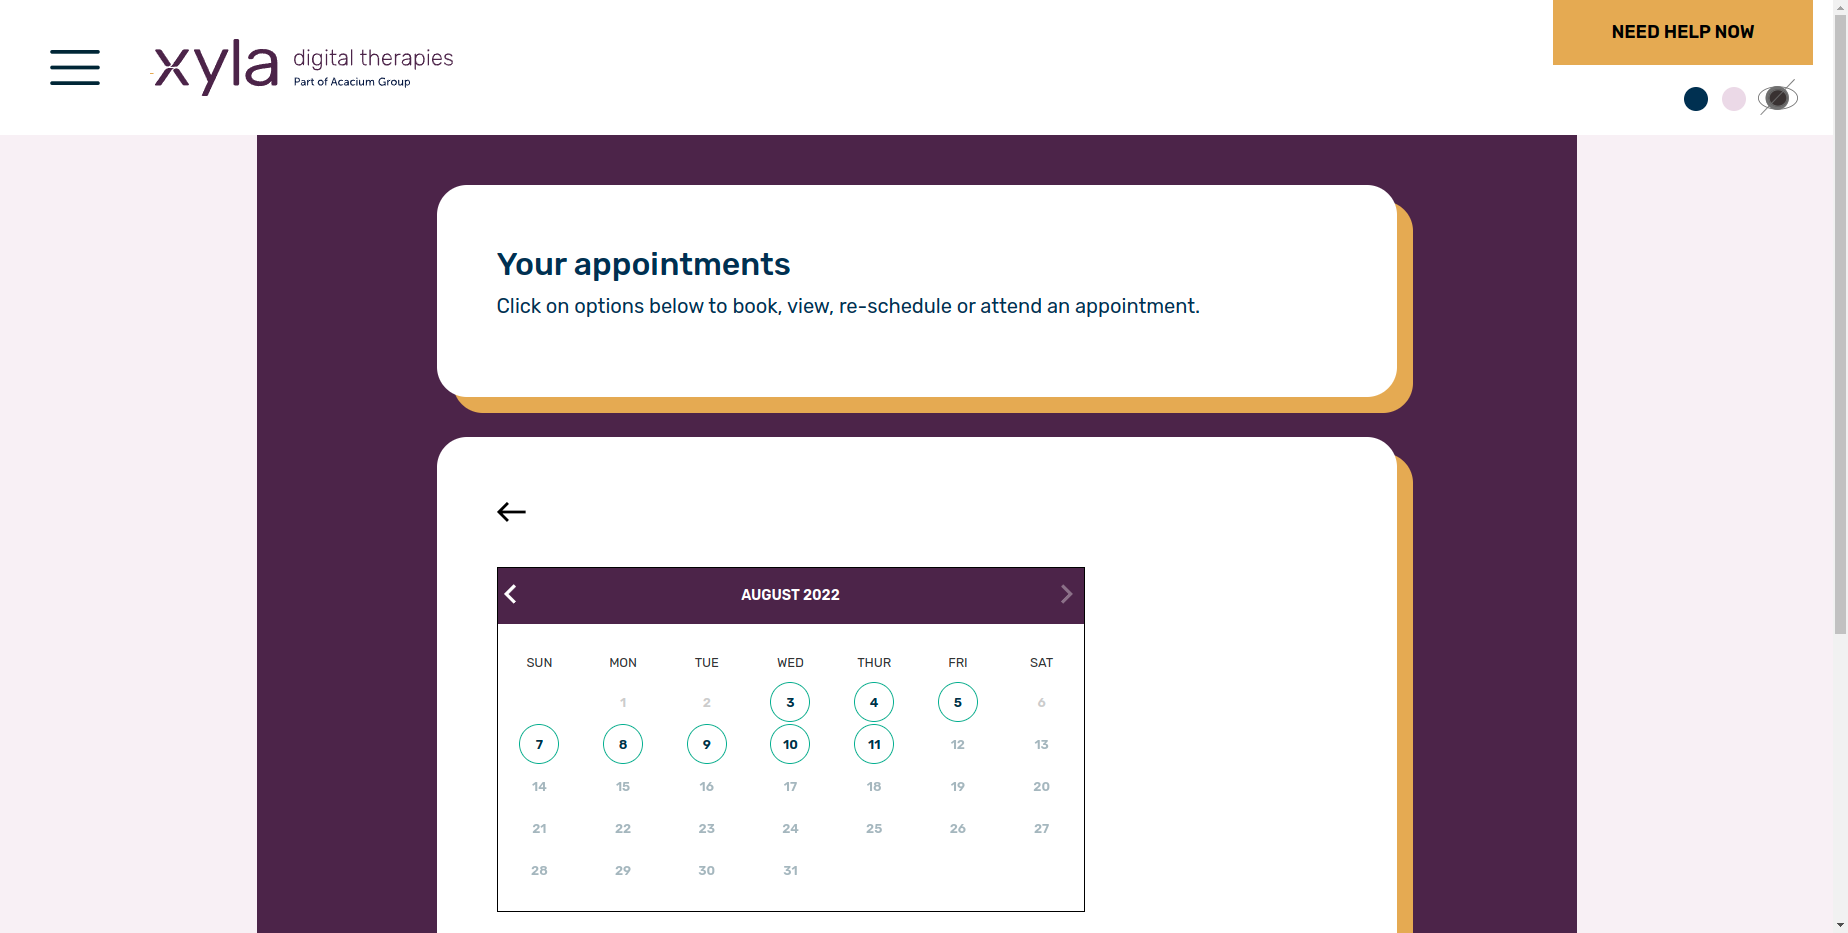 NEED HELP NOW
xyla digital therapies
Part of Acacium Group
Your appointments
Click on options below to book, view, re-schedule or attend an appointment.
AUGUST 2022
SUN MON TUE WED THUR FRI SAT
1 2 3 4 5 6
7 8 9 10 11 12 13
14 15 16 17 18 19 20
21 22 23 24 25 26 27
28 29 30 31